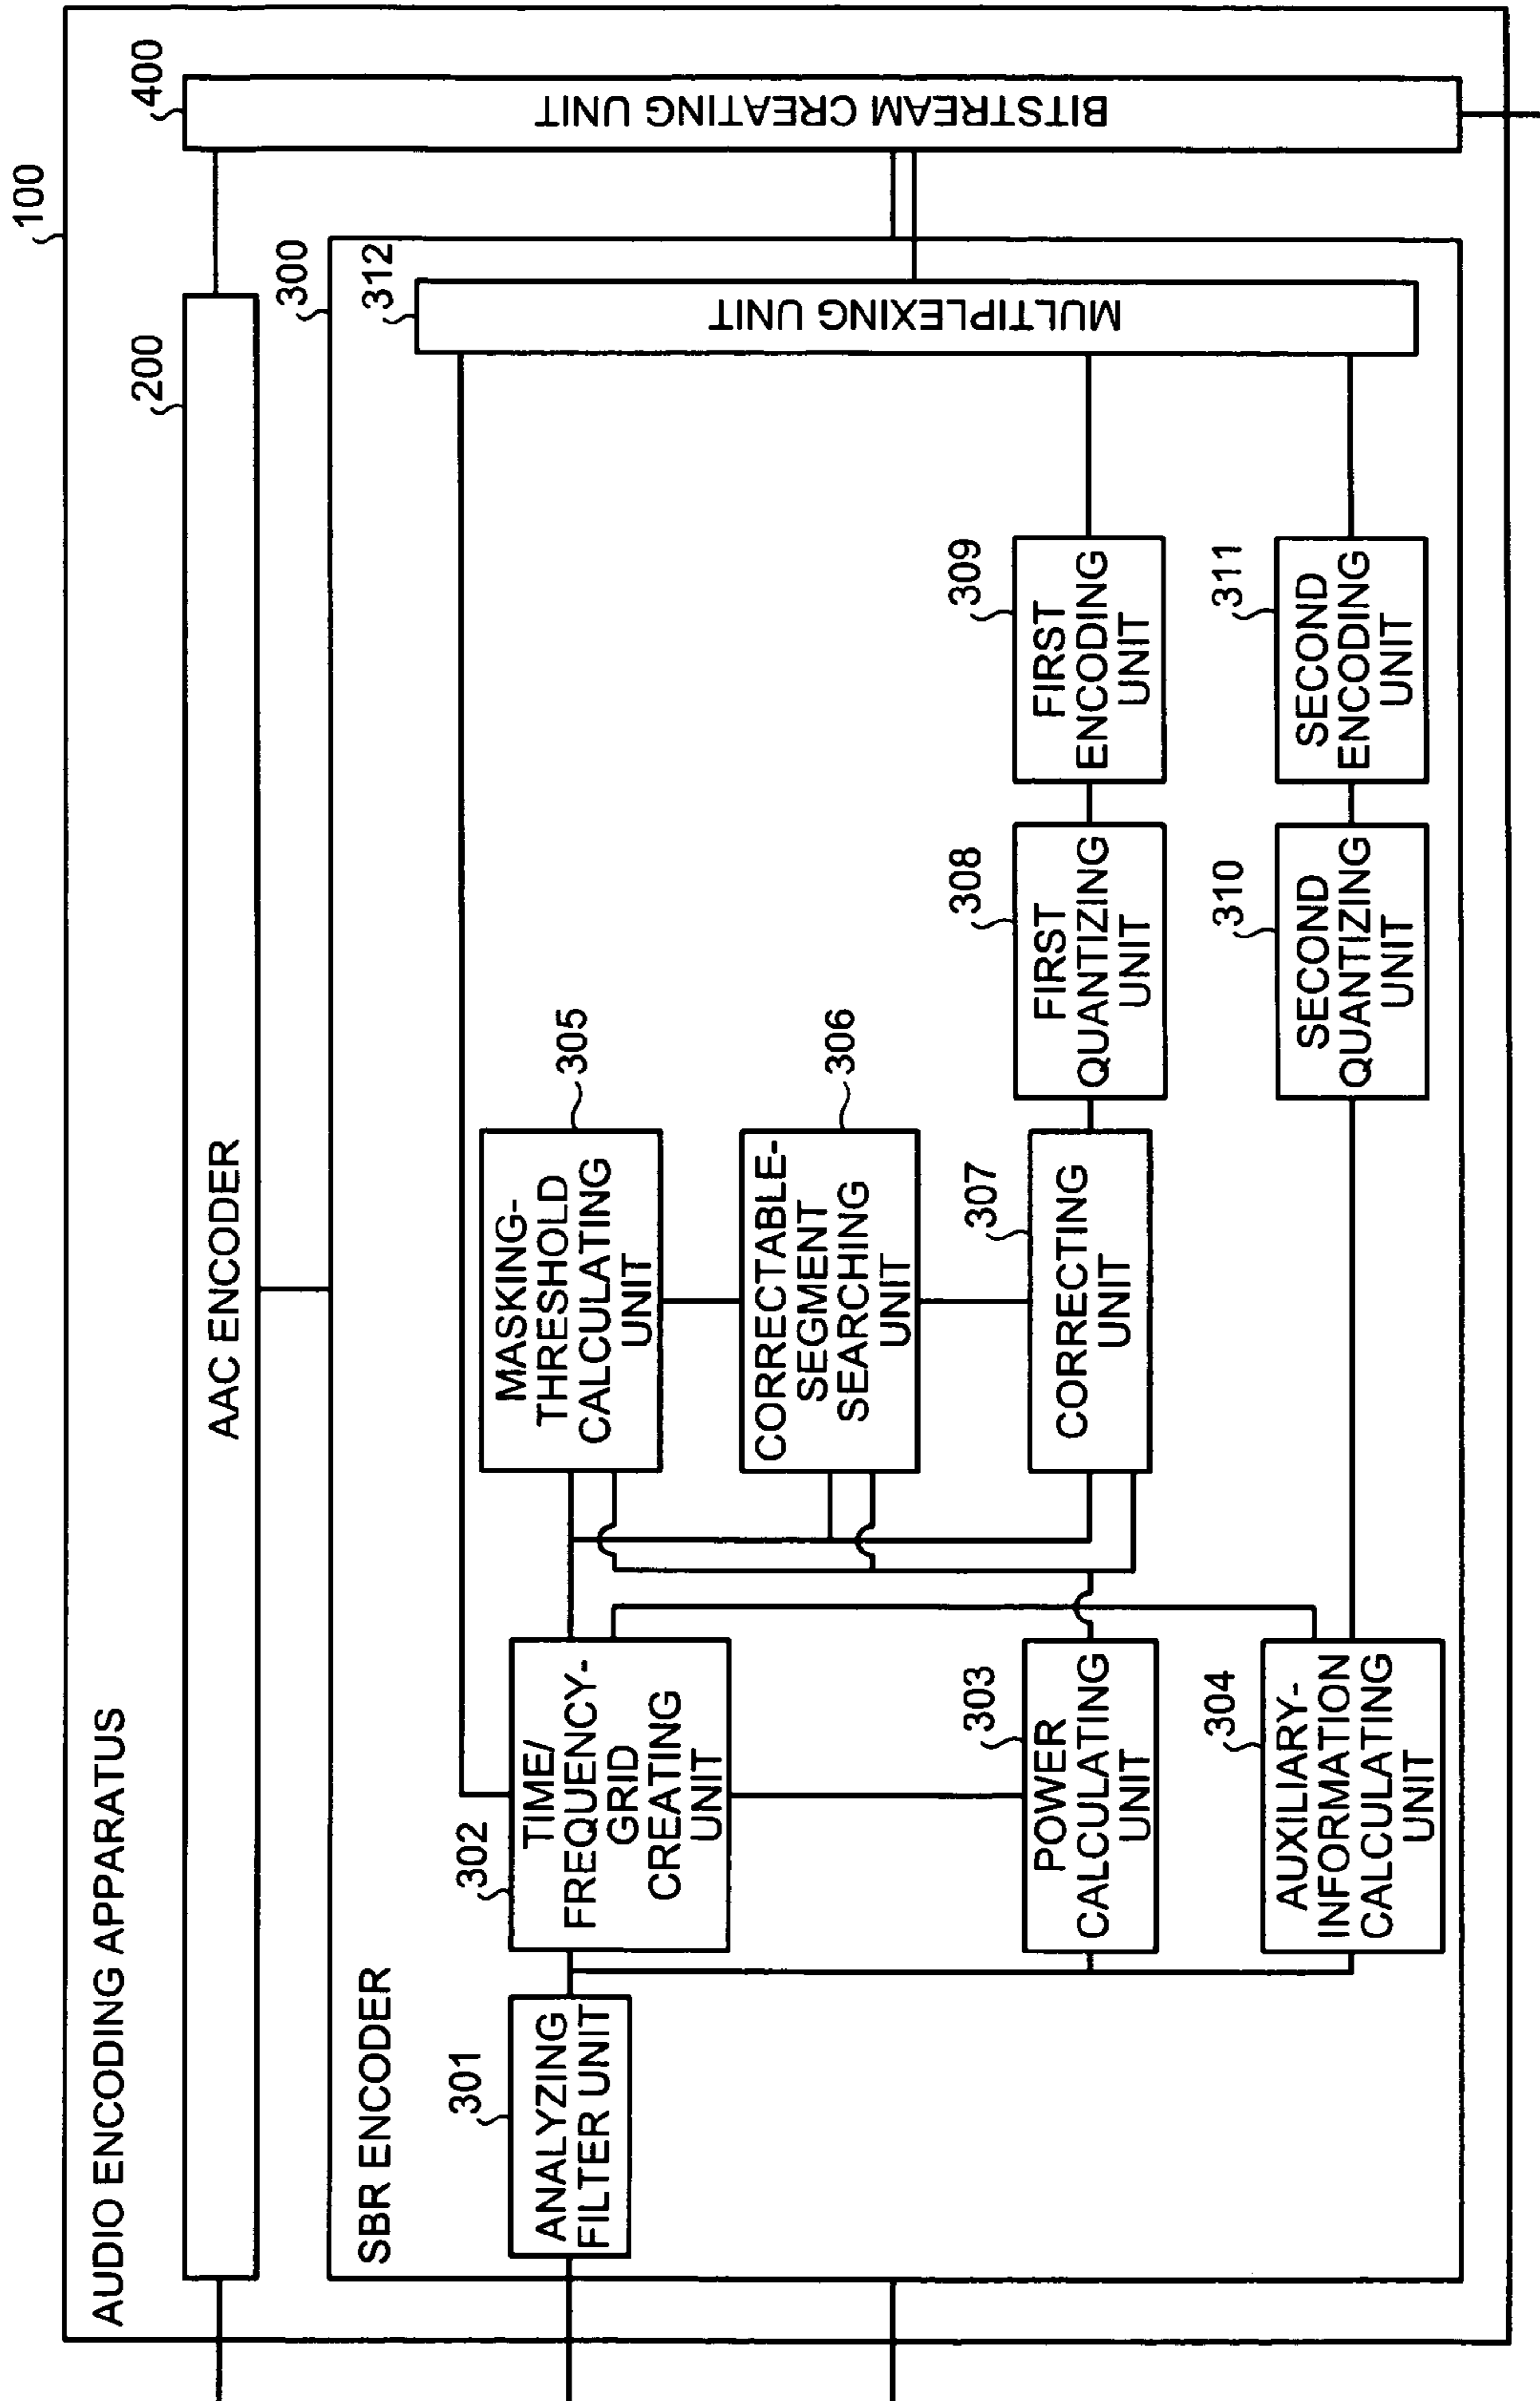 AUDIO ENCODING APPARATUS
100
200
AAC ENCODER
400
BITSTREAM CREATING UNIT
SBR ENCODER
300
312
MULTIPLEXING UNIT
301
ANALYZING
FILTER UNIT
302
TIME/
FREQUENCY-
GRID
CREATING
UNIT
305
MASKING-
THRESHOLD
CALCULATING
UNIT
306
CORRECTABLE-
SEGMENT
SEARCHING
UNIT
303
POWER
CALCULATING
UNIT
307
CORRECTING
UNIT
308
FIRST
QUANTIZING
UNIT
309
FIRST
ENCODING
UNIT
304
AUXILIARY-
INFORMATION
CALCULATING
UNIT
310
SECOND
QUANTIZING
UNIT
311
SECOND
ENCODING
UNIT